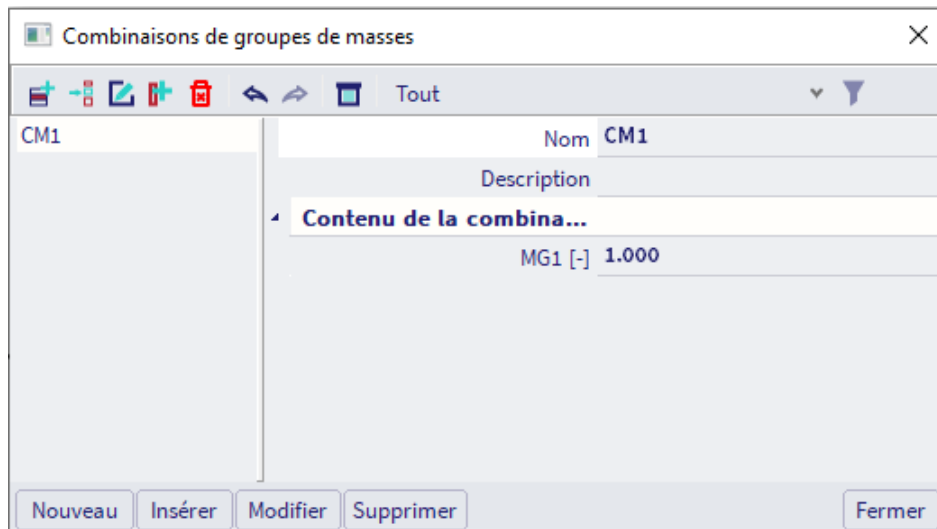 Combinaisons de groupes de masses
Tout
CM1
Nom CM1
Description
Contenu de la combina...
MG1 [-] 1.000
Nouveau Insérer Modifier Supprimer Fermer